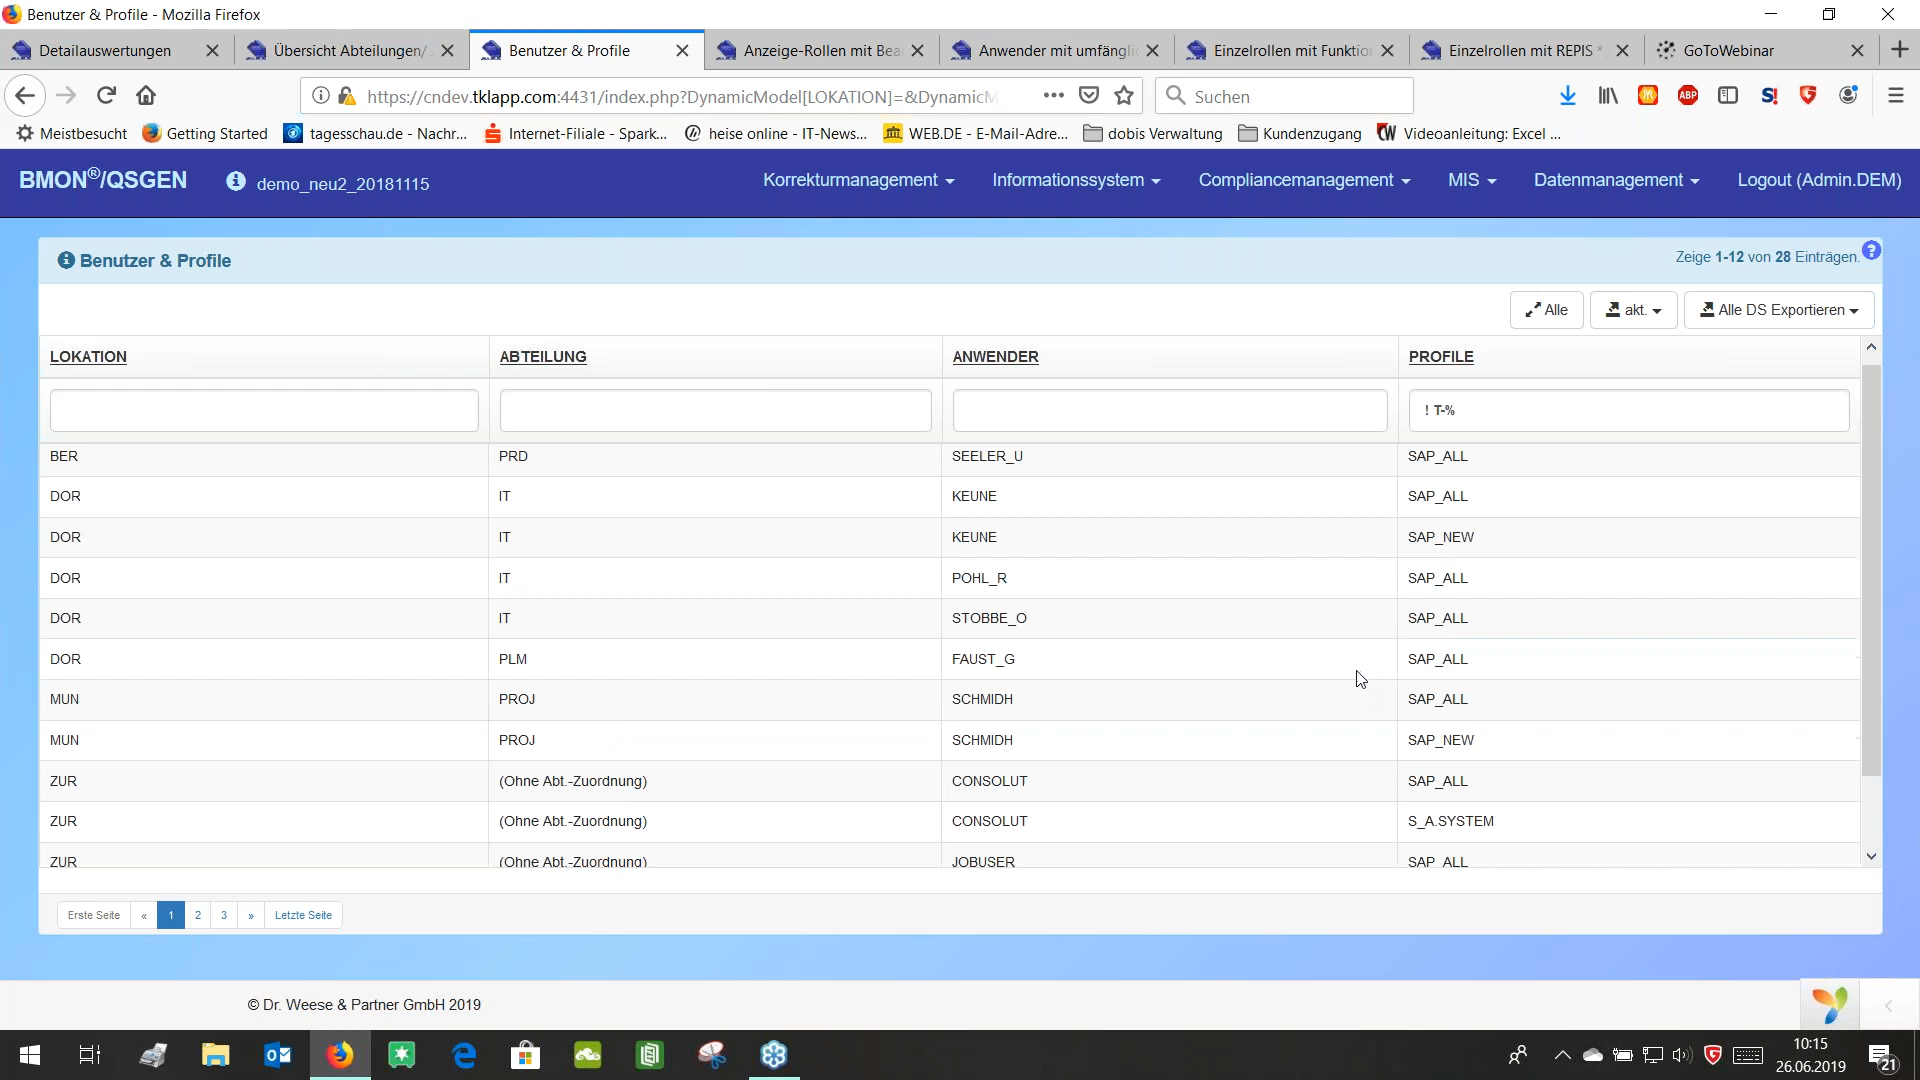 Benutzer & Profile - Mozilla Firefox
Detailauswertungen
Übersicht Abteilungen/
Benutzer & Profile
Anzeige-Rollen mit Bea
Anwender mit umfängli
Einzelrollen mit Funktio
Einzelrollen mit REPIS *
GoToWebinar
https://cndev.tklapp.com:4431/index.php?DynamicModel[LOKATION]=&DynamicM
Suchen
Meistbesucht
Getting Started
tagesschau.de - Nachr...
Internet-Filiale - Spark...
heise online - IT-News...
WEB.DE - E-Mail-Adre...
dobis Verwaltung
Kundenzugang
Videoanleitung: Excel ...
BMON®/QSGEN
demo_neu2_20181115
Korrekturmanagement
Informationssystem
Compliancemanagement
MIS
Datenmanagement
Logout (Admin.DEM)
Benutzer & Profile
Zeige 1-12 von 28 Einträgen.
Alle
akt.
Alle DS Exportieren
LOKATION ABTEILUNG ANWENDER PROFILE
! T-%
BER PRD SEELER_U SAP_ALL
DOR IT KEUNE SAP_ALL
DOR IT KEUNE SAP_NEW
DOR IT POHL_R SAP_ALL
DOR IT STOBBE_O SAP_ALL
DOR PLM FAUST_G SAP_ALL
MUN PROJ SCHMIDH SAP_ALL
MUN PROJ SCHMIDH SAP_NEW
ZUR (Ohne Abt.-Zuordnung) CONSOLUT SAP_ALL
ZUR (Ohne Abt.-Zuordnung) CONSOLUT S_A.SYSTEM
ZUR (Ohne Abt.-Zuordnung) JOBUSER SAP_ALL
Erste Seite « 1 2 3 » Letzte Seite
© Dr. Weese & Partner GmbH 2019
10:15
26.06.2019
21